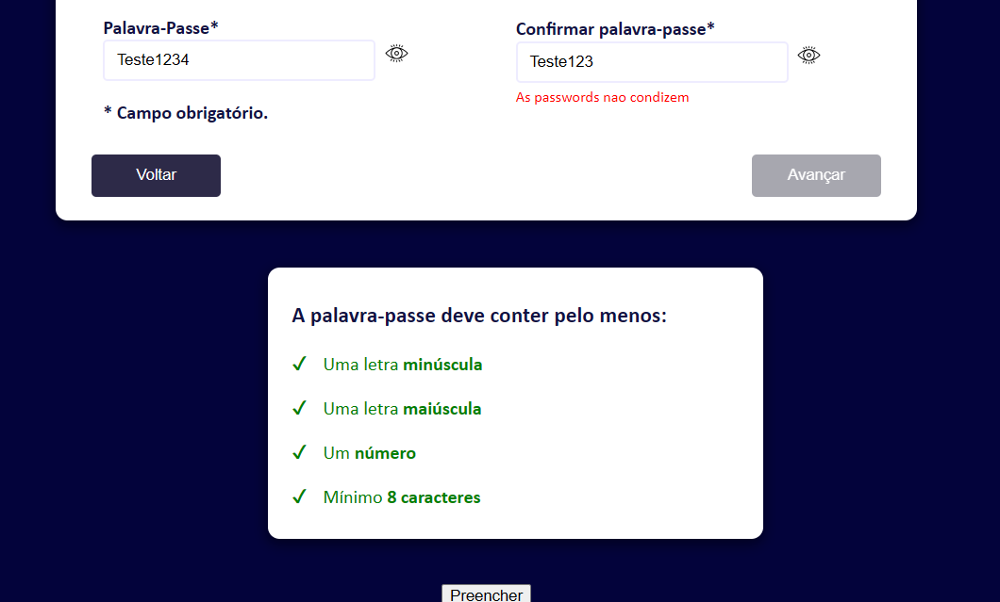 Palavra-Passe*
Confirmar palavra-passe*
Teste1234
Teste123
As passwords nao condizem
* Campo obrigatório.
Voltar
Avançar
A palavra-passe deve conter pelo menos:
Uma letra minúscula
Uma letra maiúscula
Um número
Mínimo 8 caracteres
Preencher